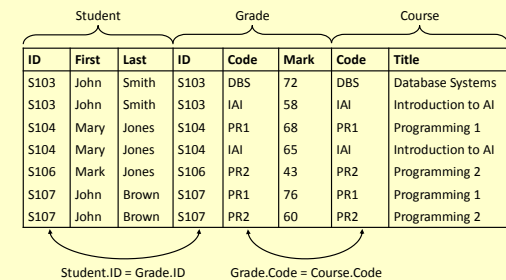 Student Grade Course
ID First Last ID Code Mark Code Title
S103 John Smith S103 DBS 72 DBS Database Systems
S103 John Smith S103 IAI 58 IAI Introduction to AI
S104 Mary Jones S104 PR1 68 PR1 Programming 1
S104 Mary Jones S104 IAI 65 IAI Introduction to AI
S106 Mark Jones S106 PR2 43 PR2 Programming 2
S107 John Brown S107 PR1 76 PR1 Programming 1
S107 John Brown S107 PR2 60 PR2 Programming 2
Student.ID = Grade.ID Grade.Code = Course.Code